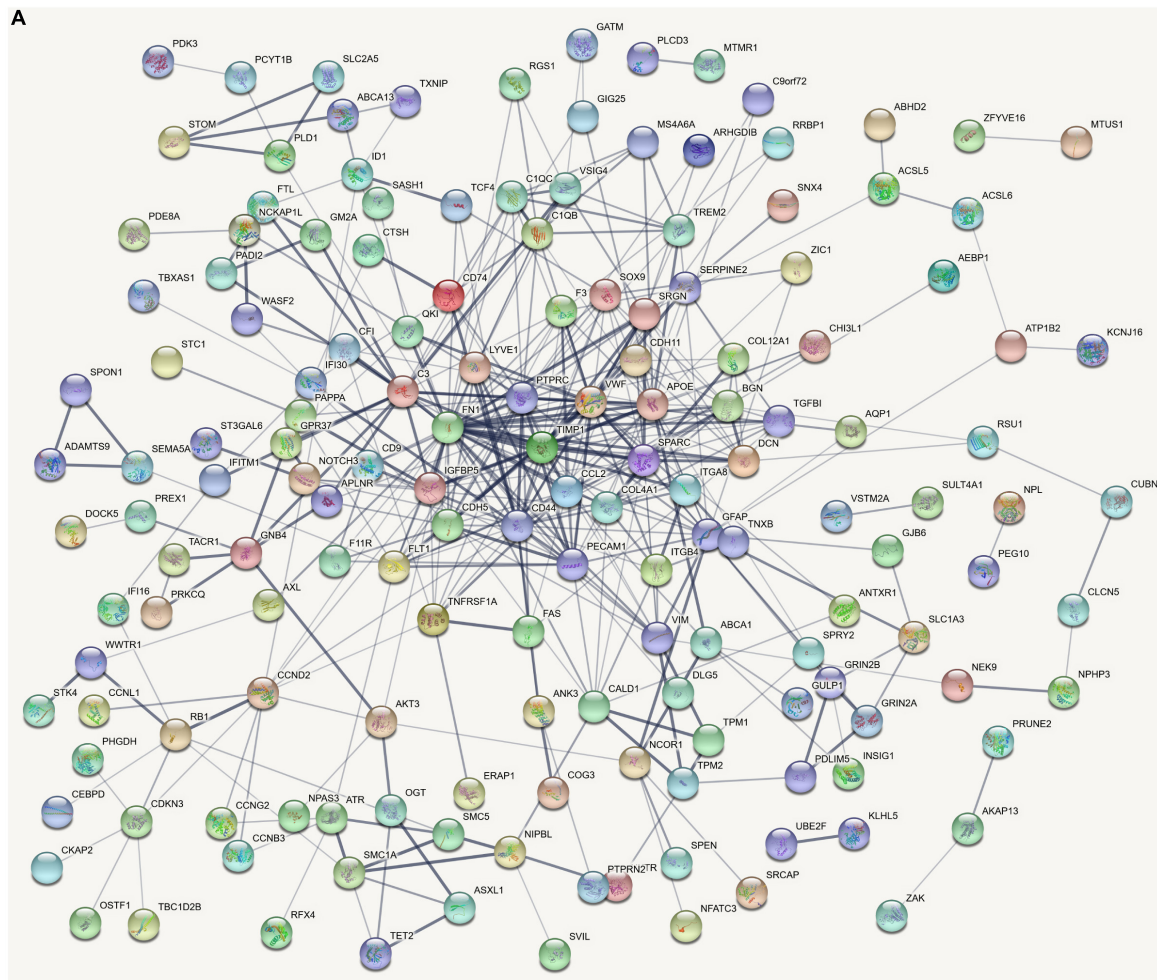 A
GATM
PLCD3
PDK3
MTMR1
PCYT1B
SLC2A5
RGS1
C9orf72
TXNIP
ABCA13
GIG25
ABHD2
MS4A6A
ARHGDIB
ZFYVE16
RRBP1
MTUS1
STOM
PLD1
ID1
VSIG4
C1QC
ACSL5
TCF4
SASH1
SNX4
FTL
ACSL6
NCKAP1L
C1QB
TREM2
PDE8A
GM2A
CTSH
ZIC1
PADI2
AEBP1
SERPINE2
TBXAS1
CD74
SOX9
F3
SRGN
WASF2
QKI
ATP1B2
CHI3L1
KCNJ16
CFI
CDH11
COL12A1
STC1
LYVE1
IFI30
C3
PTPRC
VWF
APOE
SPON1
PAPPA
BGN
TGFBI
AQP1
FN1
ST3GAL6
GPR37
RSU1
TIMP1
ADAMTS9
SEMA5A
CD9
SPARC
DCN
IFITM1
NOTCH3
IGFBP5
CCL2
ITGA8
APLNR
COL4A1
VSTM2A
SULT4A1
NPL
CUBN
PREX1
CDH5
CD44
GFAP
TNXB
DOCK5
GJB6
TACR1
GNB4
F11R
FLT1
PECAM1
ITGB4
PEG10
IFI16
PRKCQ
AXL
TNFRSF1A
FAS
ANTXR1
CLCN5
VIM
ABCA1
SLC1A3
SPRY2
WWTR1
GRIN2B
NEK9
NPHP3
STK4
CCNL1
CCND2
ANK3
CALD1
DLG5
GULP1
GRIN2A
AKT3
RB1
TPM1
PRUNE2
PHGDH
NCOR1
TPM2
PDLIM5
INSIG1
ERAP1
COG3
CEBPD
CDKN3
CCNG2
NPAS3
ATR
OGT
SMC5
AKAP13
UBE2F
KLHL5
CCNB3
NIPBL
CKAP2
SMC1A
SPEN
PTPRN2
TR
SRCAP
ASXL1
OSTF1
TBC1D2B
RFX4
NFATC3
ZAK
TET2
SVIL